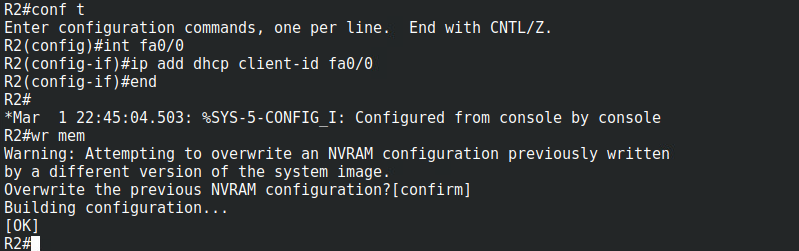 R2#conf t
Enter configuration commands, one per line.  End with CNTL/Z.
R2(config)#int fa0/0
R2(config-if)#ip add dhcp client-id fa0/0
R2(config-if)#end
R2#
*Mar  1 22:45:04.503: %SYS-5-CONFIG_I: Configured from console by console
R2#wr mem
Warning: Attempting to overwrite an NVRAM configuration previously written
by a different version of the system image.
Overwrite the previous NVRAM configuration?[confirm]
Building configuration...
[OK]
R2#